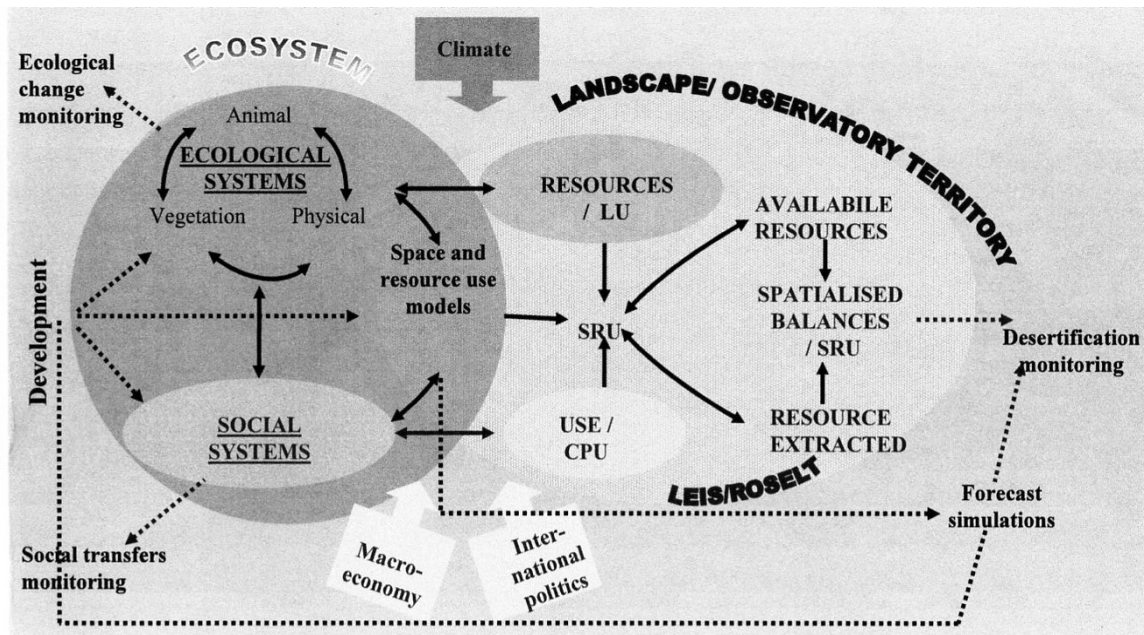 ECOSYSTEM
Climate
Ecological
change
monitoring
LANDSCAPE/ OBSERVATORY TERRITORY
Animal
ECOLOGICAL
SYSTEMS
Vegetation
Physical
RESOURCES
/ LU
AVAILABILE
RESOURCES
Space and
resource use
models
Development
SRU
SPATIALISED
BALANCES
/ SRU
Desertification
monitoring
SOCIAL
SYSTEMS
USE /
CPU
RESOURCE
EXTRACTED
LEIS/ROSELT
Forecast
simulations
Social transfers
monitoring
Macro-
economy
Inter-
national
politics